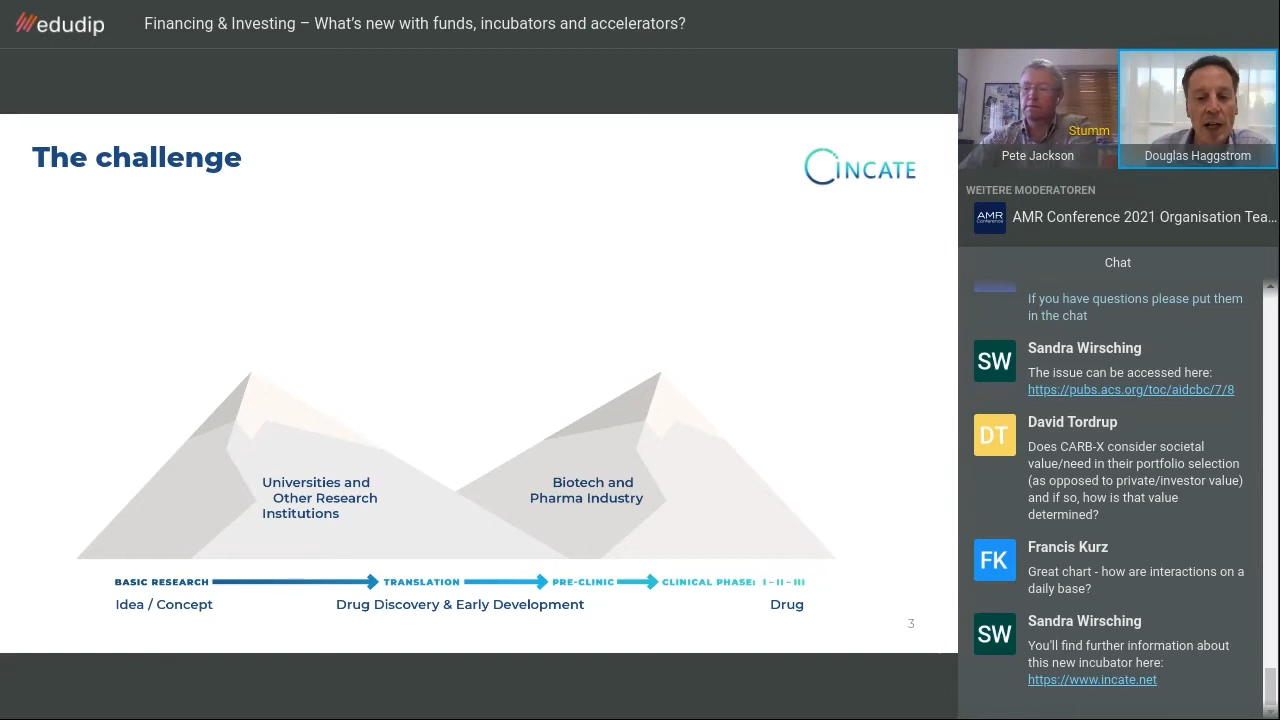 edudip
Financing & Investing – What's new with funds, incubators and accelerators?
The challenge
INCATE
Universities and
Other Research
Institutions
Biotech and
Pharma Industry
BASIC RESEARCH
TRANSLATION
PRE-CLINIC
CLINICAL PHASE: I – II – III
Idea / Concept
Drug Discovery & Early Development
Drug
3
Stumm
Pete Jackson
Douglas Haggstrom
WEITERE MODERATOREN
AMR
Conference
AMR Conference 2021 Organisation Tea...
Chat
If you have questions please put them
in the chat
SW
Sandra Wirsching
The issue can be accessed here:
https://pubs.acs.org/toc/aidcbc/7/8
DT
David Tordrup
Does CARB-X consider societal
value/need in their portfolio selection
(as opposed to private/investor value)
and if so, how is that value
determined?
FK
Francis Kurz
Great chart - how are interactions on a
daily base?
SW
Sandra Wirsching
You'll find further information about
this new incubator here:
https://www.incate.net